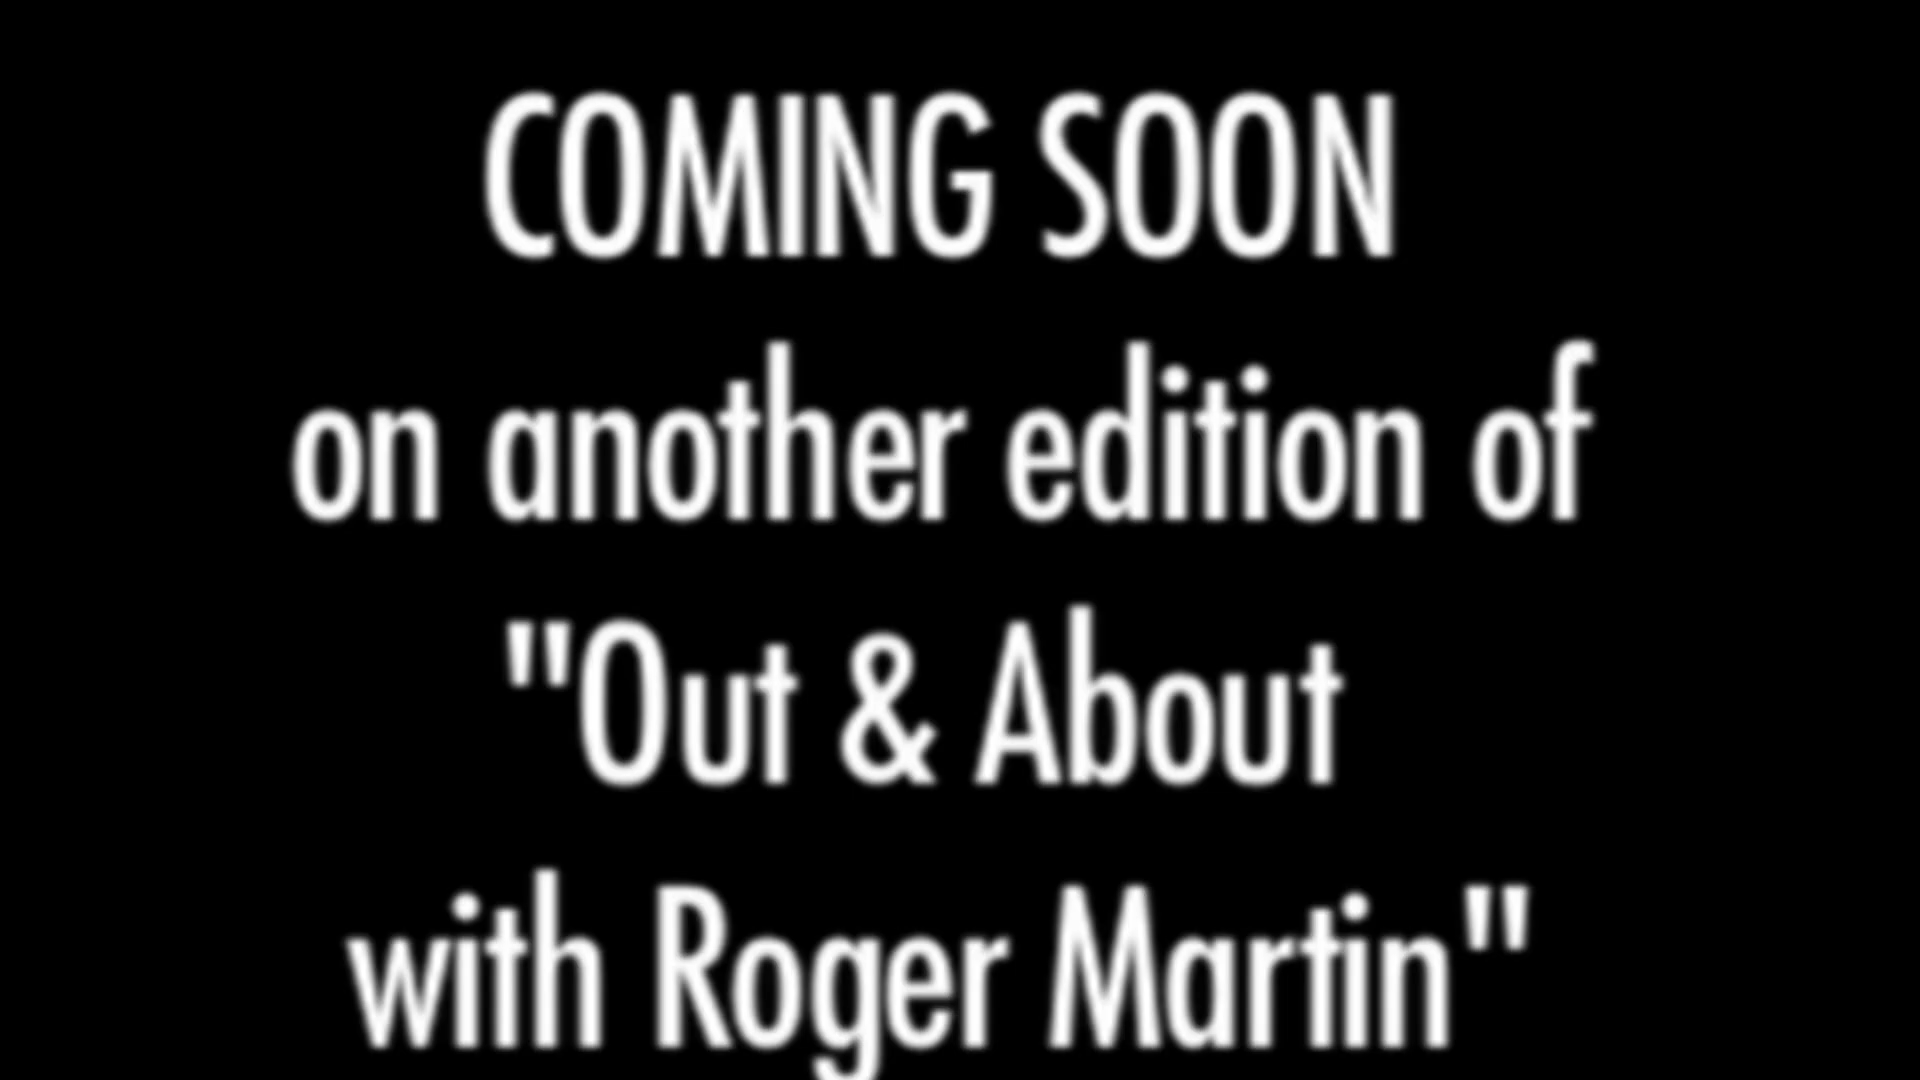 COMING SOON
on another edition of
"Out & About
with Roger Martin"